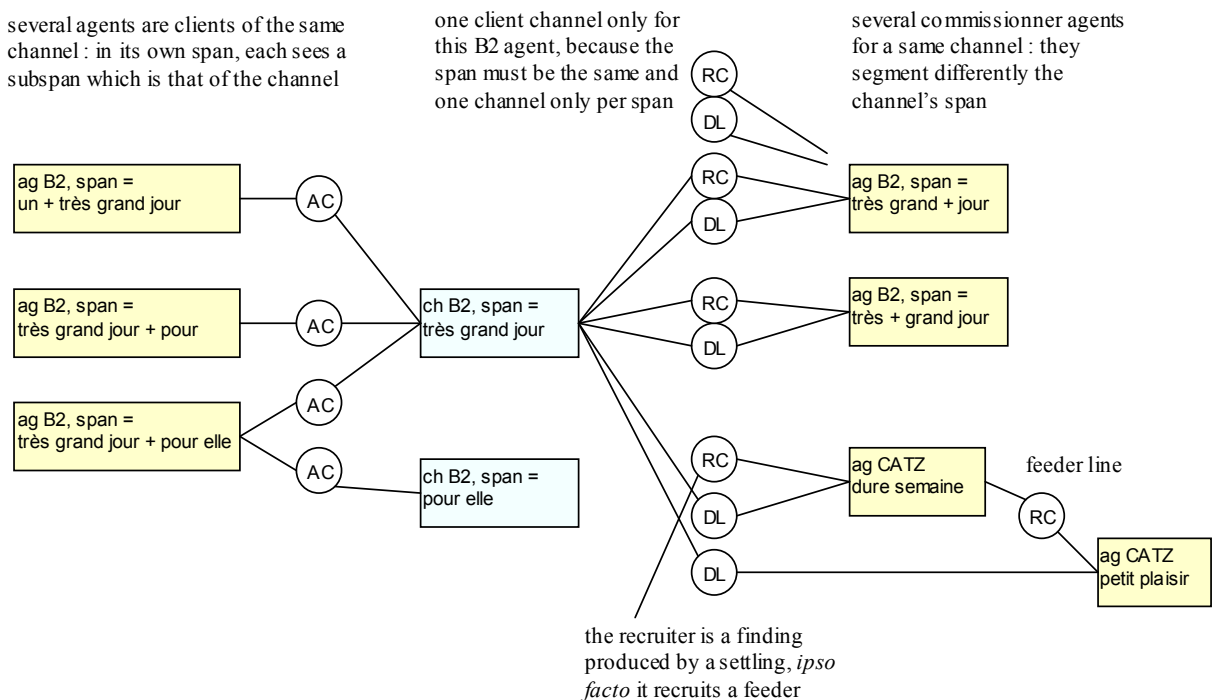 several agents are clients of the same
channel : in its own span, each sees a
subspan which is that of the channel
one client channel only for
this B2 agent, because the
span must be the same and
one channel only per span
several commissionner agents
for a same channel : they
segment differently the
channel's span
RC
DL
ag B2, span =
un + très grand jour
AC
RC
DL
ag B2, span =
très grand + jour
ag B2, span =
très grand jour + pour
AC
ch B2, span =
très grand jour
RC
DL
ag B2, span =
très + grand jour
ag B2, span =
très grand jour + pour elle
AC
AC
ch B2, span =
pour elle
RC
DL
ag CATZ
dure semaine
feeder line
RC
DL
ag CATZ
petit plaisir
the recruiter is a finding
produced by a settling, ipso
facto it recruits a feeder